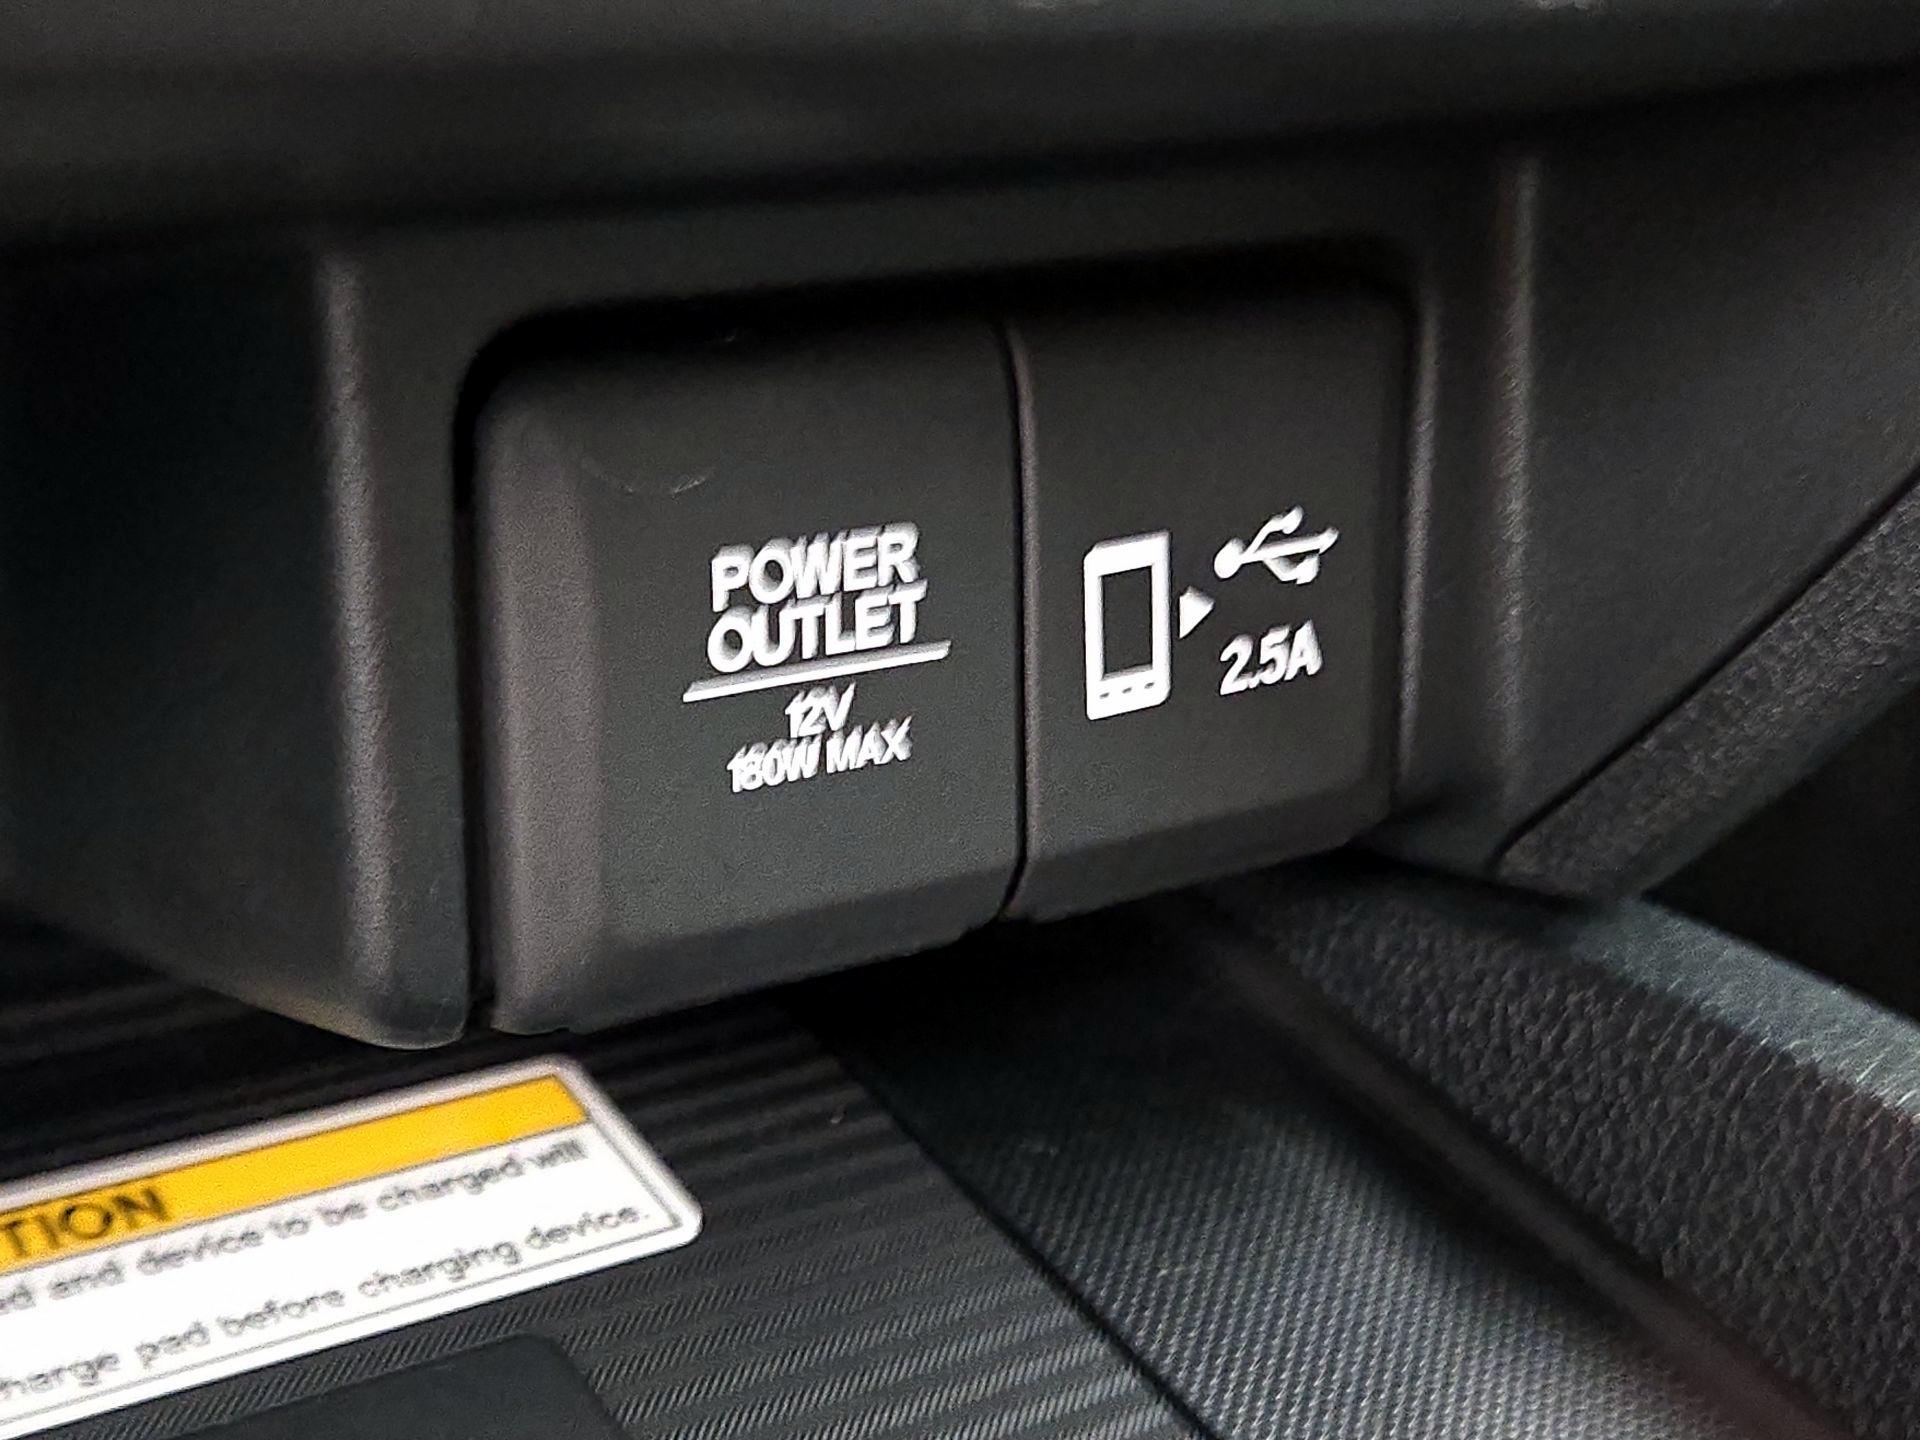 POWER
OUTLET
12V
180W MAX
2.5A
TION
ed and device to be charged will
harge pad before charging device.